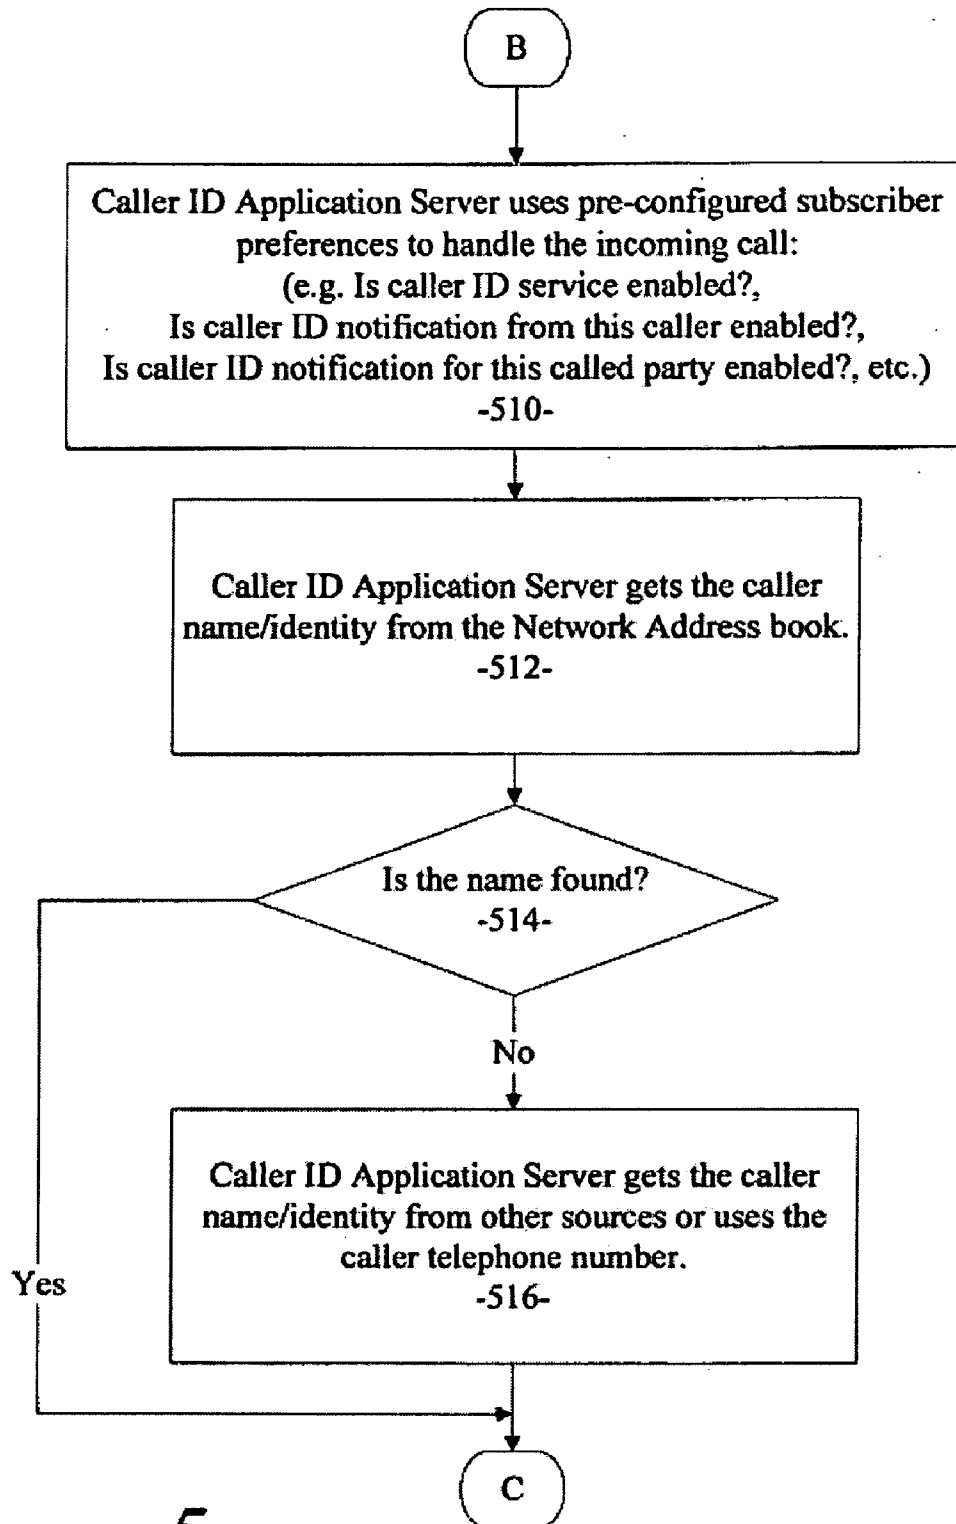 B
Caller ID Application Server uses pre-configured subscriber
preferences to handle the incoming call:
(e.g. Is caller ID service enabled?,
Is caller ID notification from this caller enabled?,
Is caller ID notification for this called party enabled?, etc.)
-510-
Caller ID Application Server gets the caller
name/identity from the Network Address book.
-512-
Is the name found?
-514-
No
Caller ID Application Server gets the caller
name/identity from other sources or uses the
caller telephone number.
-516-
Yes
C